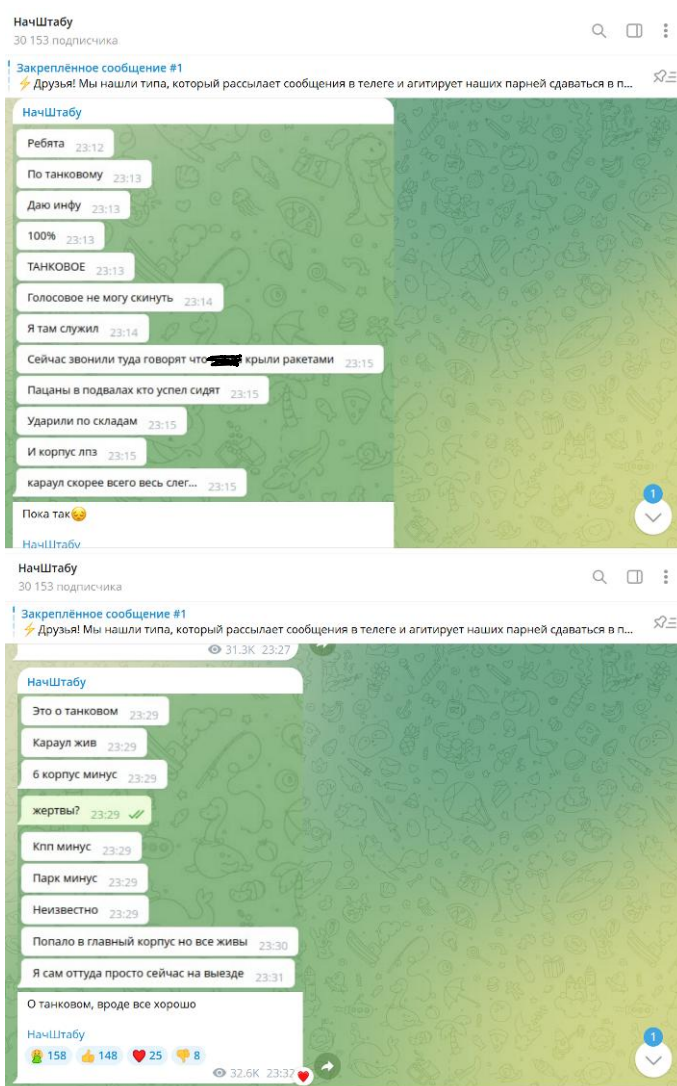 НачШтабу
30 153 подписчика
Закреплённое сообщение #1
⚡Друзья! Мы нашли типа, который рассылает сообщения в телеге и агитирует наших парней сдаваться в п...
НачШтабу
Ребята 23:12
По танковому 23:13
Даю инфу 23:13
100% 23:13
ТАНКОВОЕ 23:13
Голосовое не могу скинуть 23:14
Я там служил 23:14
Сейчас звонили туда говорят что крыли ракетами 23:15
Пацаны в подвалах кто успел сидят 23:15
Ударили по складам 23:15
И корпус лпз 23:15
караул скорее всего весь слег... 23:15
Пока так😔
НачШтабу
1
НачШтабу
30 153 подписчика
Закреплённое сообщение #1
⚡Друзья! Мы нашли типа, который рассылает сообщения в телеге и агитирует наших парней сдаваться в п...
31.3K 23:27
НачШтабу
Это о танковом 23:29
Караул жив 23:29
6 корпус минус 23:29
жертвы? 23:29
Кпп минус 23:29
Парк минус 23:29
Неизвестно 23:29
Попало в главный корпус но все живы 23:30
Я сам оттуда просто сейчас на выезде 23:31
О танковом, вроде все хорошо
НачШтабу
158 148 25 8
32.6K 23:32
1